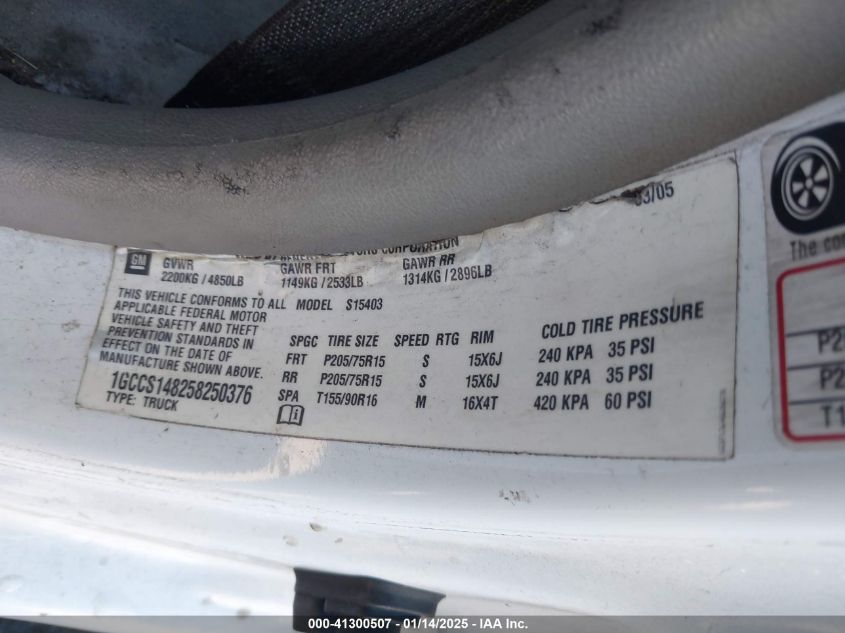 03/05
GENERAL MOTORS CORPORATION
GM GVWR GAWR FRT GAWR RR
2200KG / 4850LB 1149KG / 2533LB 1314KG / 2896LB
THIS VEHICLE CONFORMS TO ALL MODEL S15403
APPLICABLE FEDERAL MOTOR
VEHICLE SAFETY AND THEFT
PREVENTION STANDARDS IN
EFFECT ON THE DATE OF
MANUFACTURE SHOWN ABOVE.
1GCCS148258250376
TYPE: TRUCK
SPGC TIRE SIZE SPEED RTG RIM COLD TIRE PRESSURE
FRT P205/75R15 S 15X6J 240 KPA 35 PSI
RR P205/75R15 S 15X6J 240 KPA 35 PSI
SPA T155/90R16 M 16X4T 420 KPA 60 PSI
The
000-41300507 - 01/14/2025 - IAA Inc.